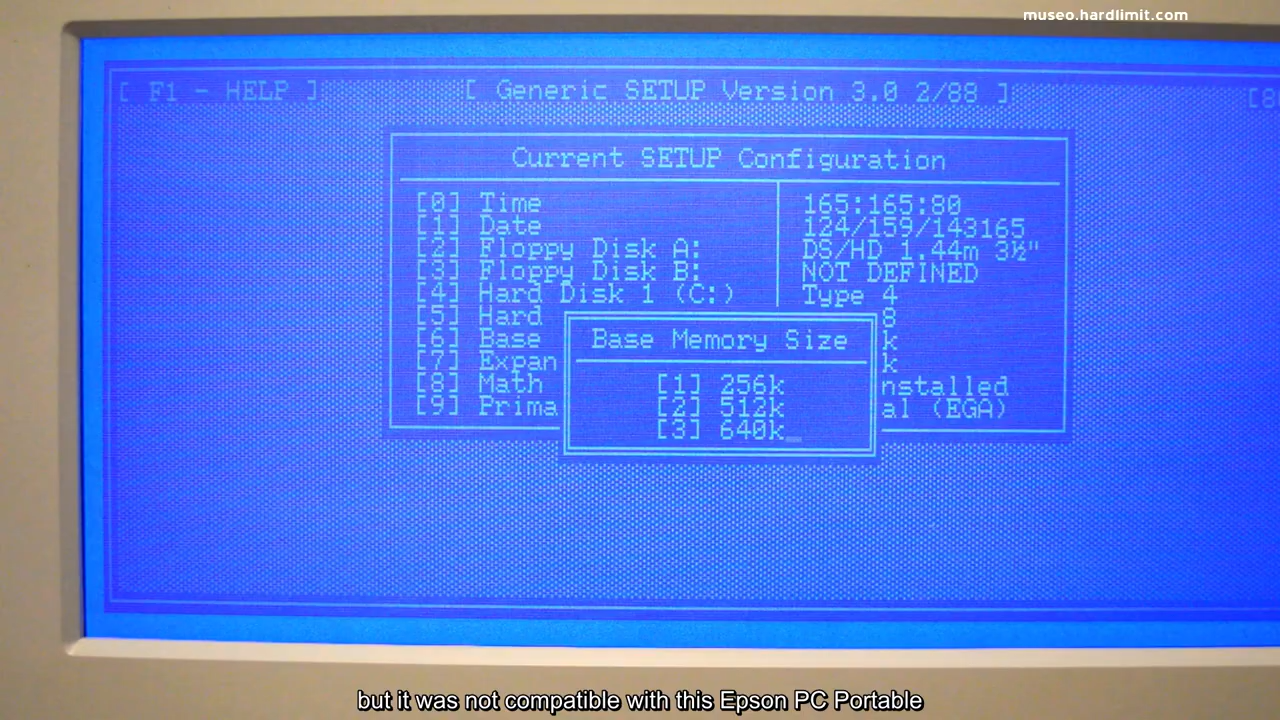 museo.hardlimit.com
[ F1 - HELP ] [ Generic SETUP Version 3.0 2/88 ] [8
Current SETUP Configuration
[0] Time 165:165:80
[1] Date 124/159/143165
[2] Floppy Disk A: DS/HD 1.44m 3½"
[3] Floppy Disk B: NOT DEFINED
[4] Hard Disk 1 (C:) Type 4
[5] Hard 8
[6] Base k
[7] Expan k
[8] Math nstalled
[9] Prima al (EGA)
Base Memory Size
[1] 256k
[2] 512k
[3] 640k_
but it was not compatible with this Epson PC Portable